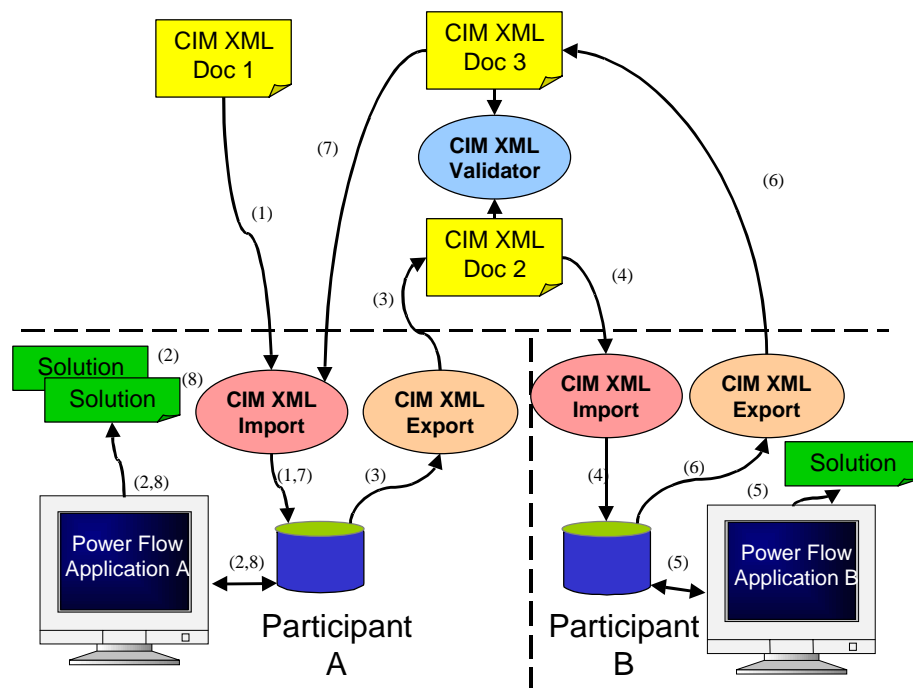 CIM XML
Doc 1
CIM XML
Doc 3
(7)
CIM XML
Validator
(6)
(1)
CIM XML
Doc 2
(4)
(3)
Solution
(2)
Solution
(8)
CIM XML
Import
CIM XML
Export
CIM XML
Import
CIM XML
Export
(2,8)
(1,7)
(3)
(4)
(6)
Solution
(5)
Power Flow
Application A
(2,8)
(5)
Power Flow
Application B
Participant
A
Participant
B